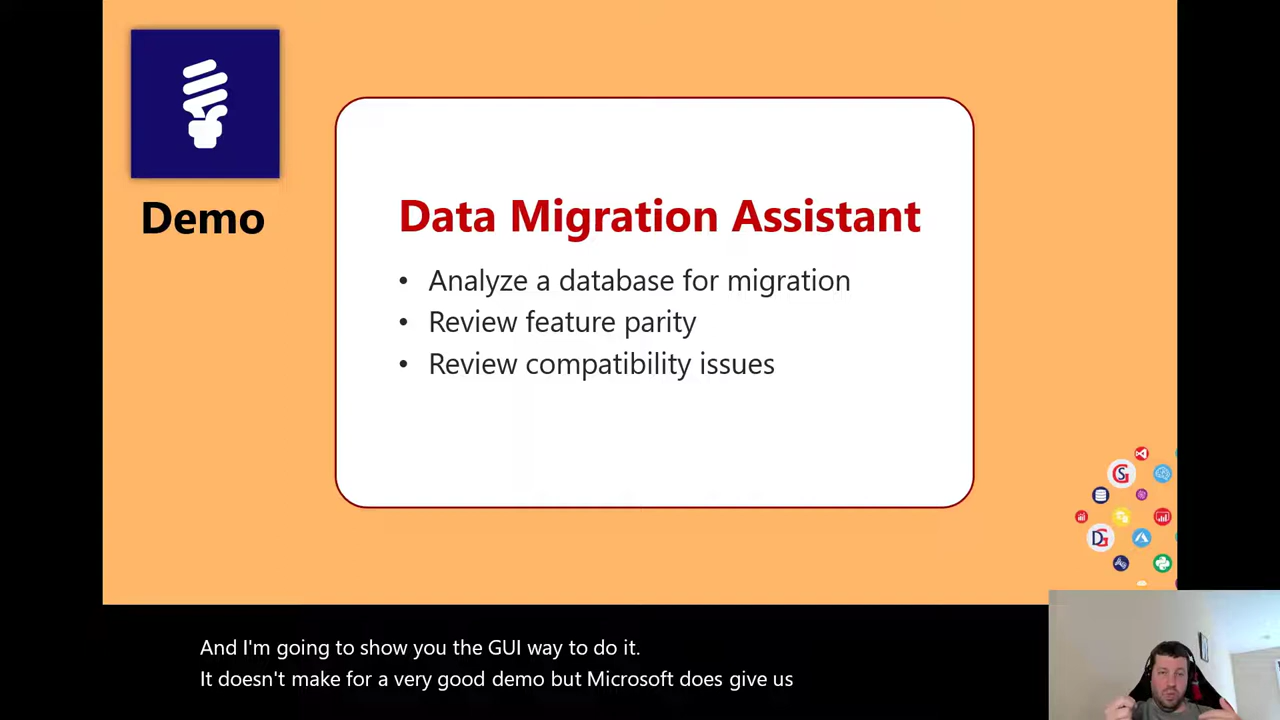 Demo
Data Migration Assistant
• Analyze a database for migration
• Review feature parity
• Review compatibility issues
And I'm going to show you the GUI way to do it.
It doesn't make for a very good demo but Microsoft does give us